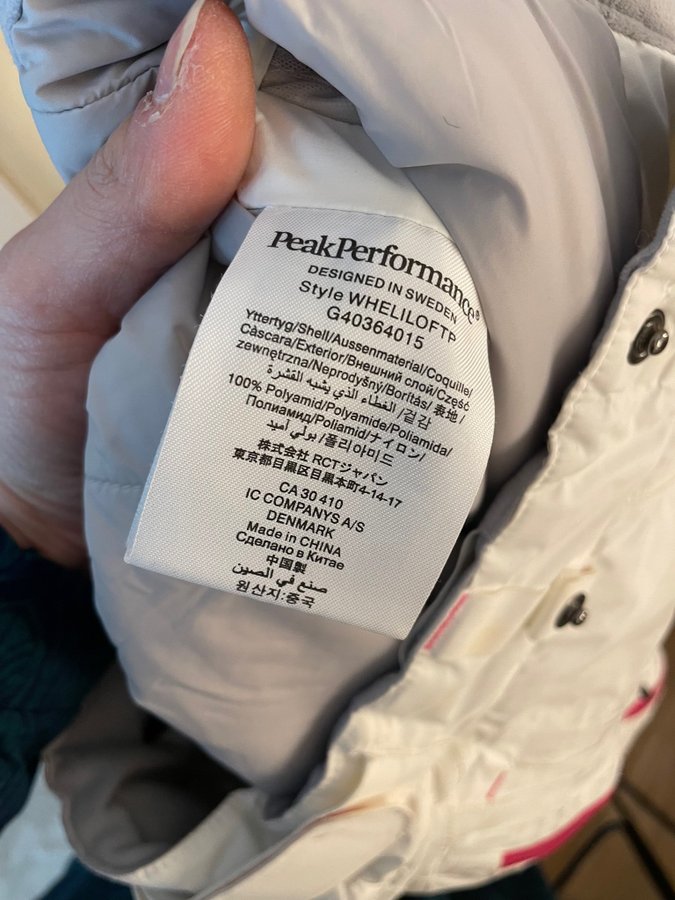 PeakPerformance®
DESIGNED IN SWEDEN
Style WHELILOFTP
G40364015
Yttertyg/Shell/Aussenmaterial/Coquille/
Càscara/Exterior/Внешний слой/Część
zewnętrzna/Neprodyšný/Borítás/ 表地/
겉감/ الغطاء الذي يشبه القشرة
100% Polyamid/Polyamide/Poliamida/
Полиамид/Poliamid/ナイロン/
폴리아미드/ بولي أميد
株式会社 RCTジャパン
東京都目黒区目黒本町4-14-17
CA 30 410
IC COMPANYS A/S
DENMARK
Made in CHINA
Сделано в Китае
中国製
صنع في الصين
원산지:중국